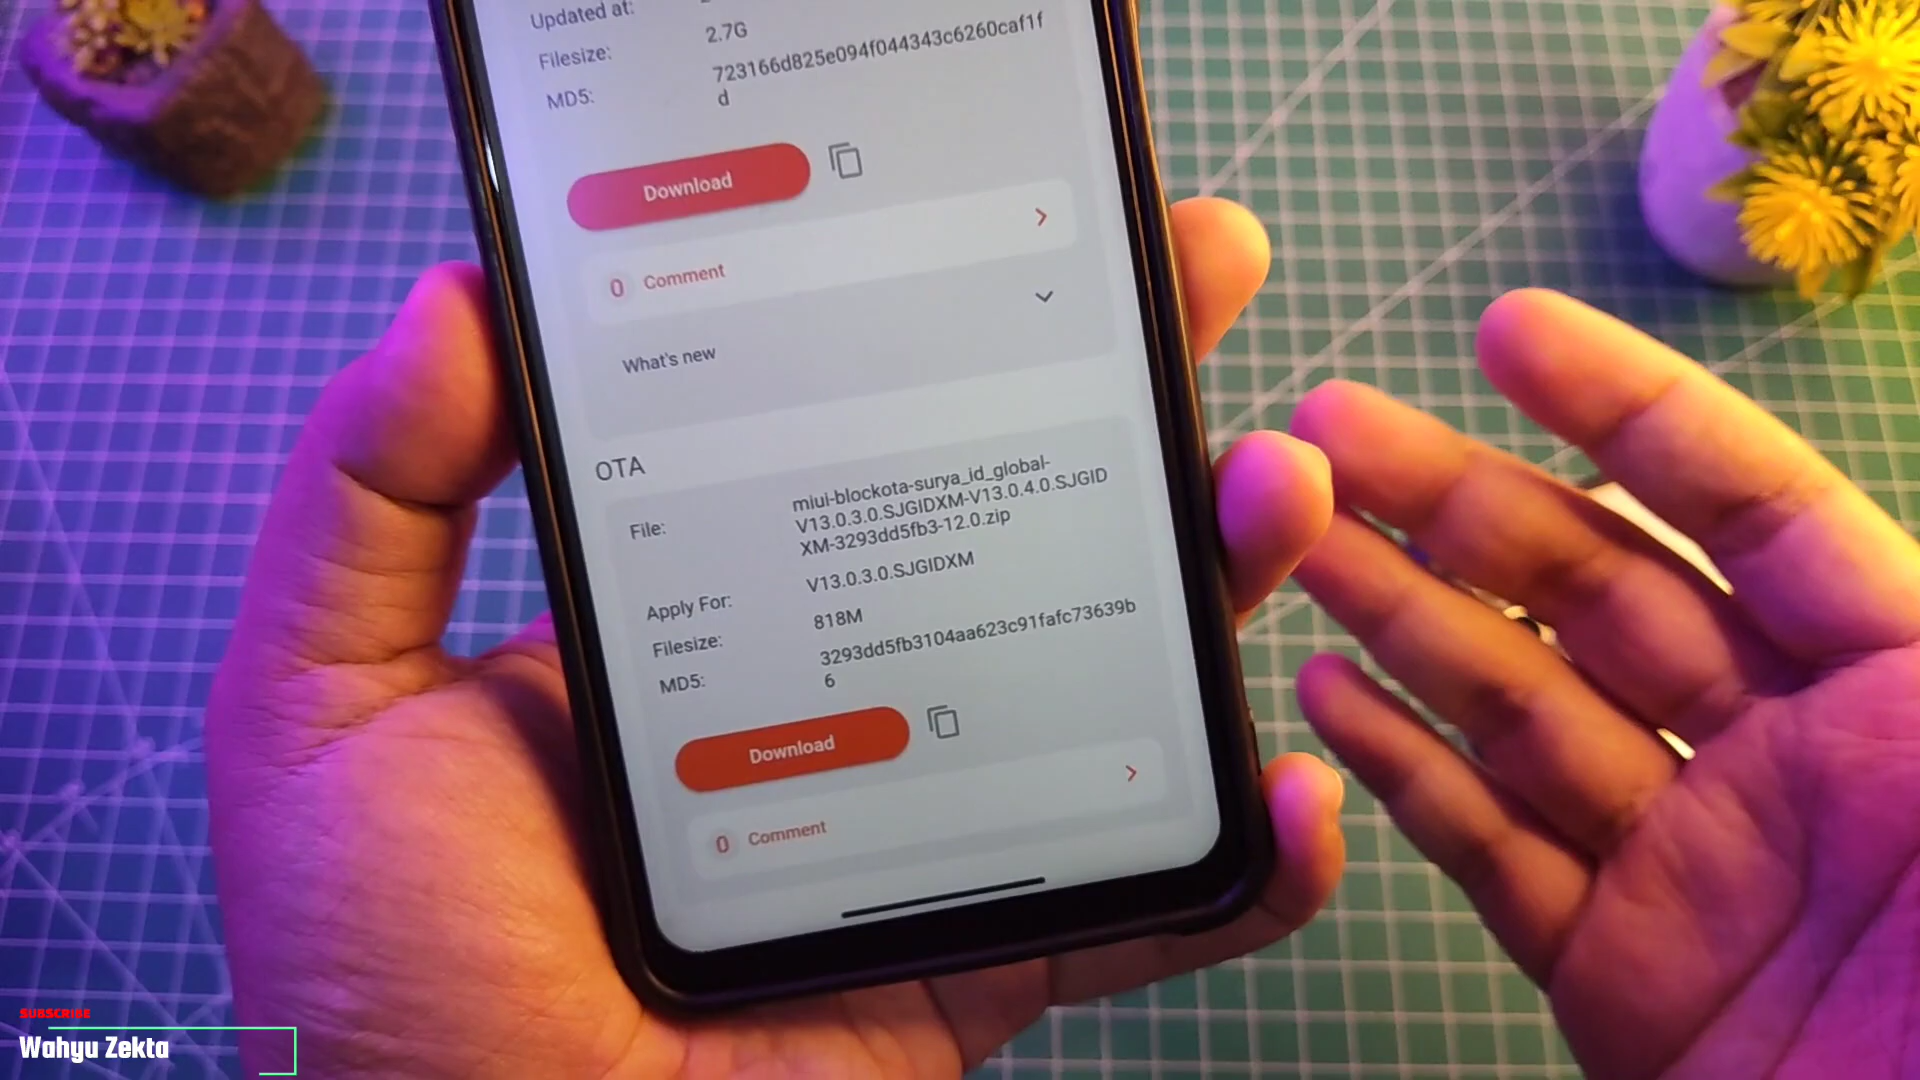 Updated at:
Filesize: 2.7G
MD5: 723166d825e094f044343c6260caf1f
d
Download
0 Comment
What's new
OTA
File: miui-blockota-surya_id_global-
V13.0.3.0.SJGIDXM-V13.0.4.0.SJGID
XM-3293dd5fb3-12.0.zip
Apply For: V13.0.3.0.SJGIDXM
Filesize: 818M
MD5: 3293dd5fb3104aa623c91fafc73639b
6
Download
0 Comment
SUBSCRIBE
Wahyu Zekta